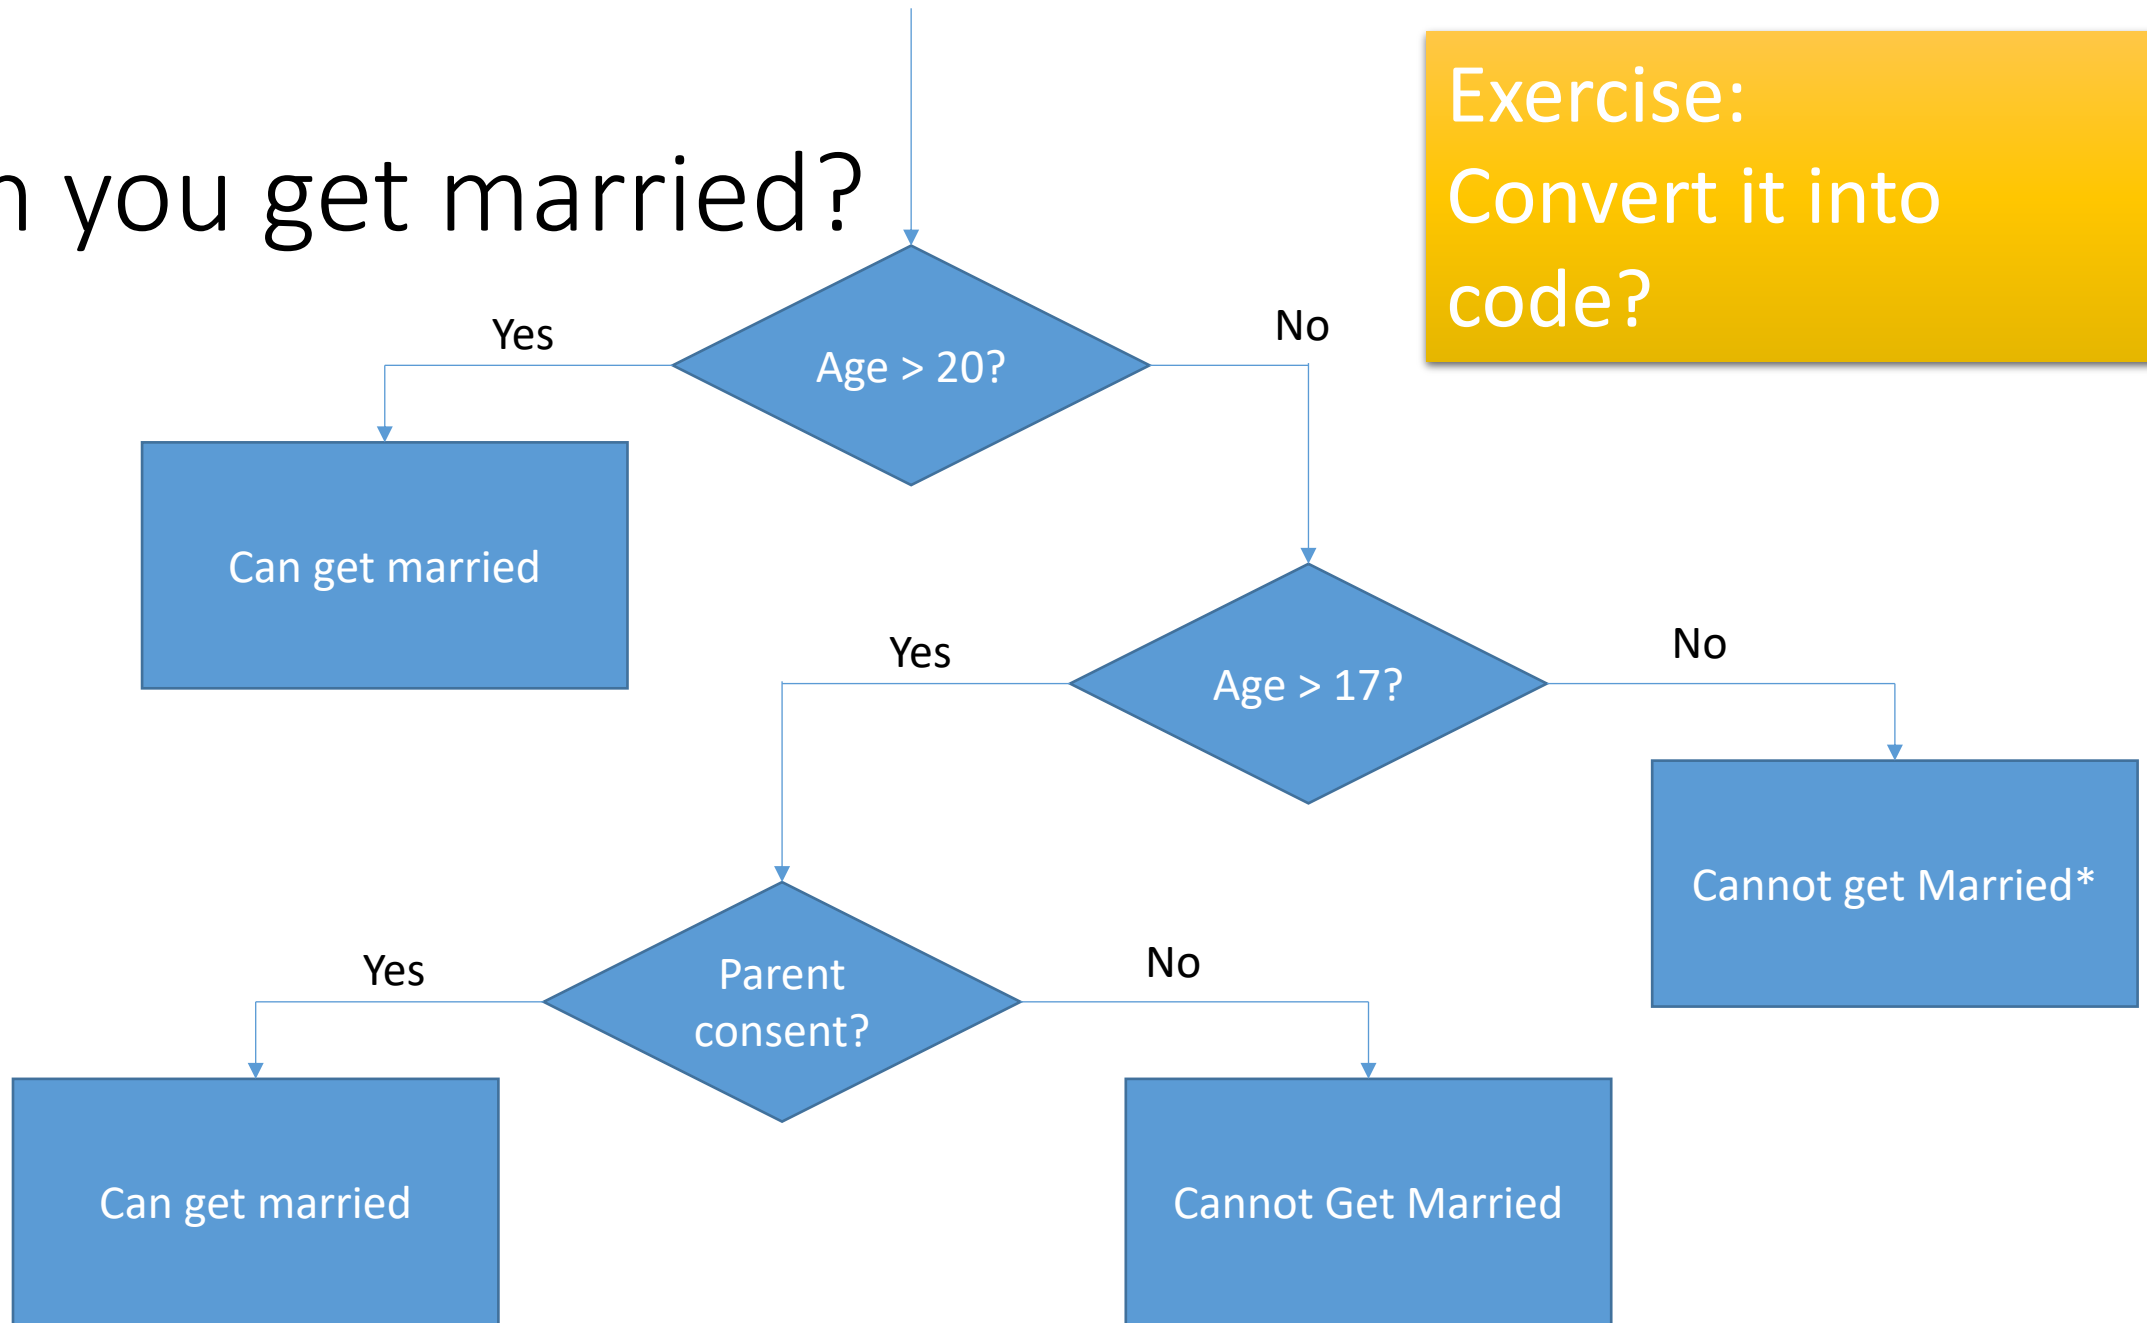 n you get married?
Exercise:
Convert it into
code?
Yes
Age > 20?
No
Can get married
Yes
Age > 17?
No
Cannot get Married*
Yes
Parent
consent?
No
Can get married
Cannot Get Married